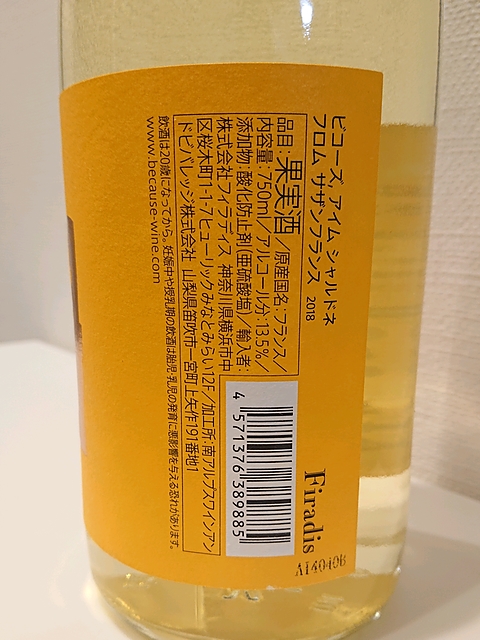 ビコーズ, アイム シャルドネ
フロム サザンフランス 2018
品目:果実酒/原産国名:フランス/
内容量:750ml/アルコール分:13.5%/
添加物:酸化防止剤(亜硫酸塩)/輸入者:
株式会社フィラディス 神奈川県横浜市中
区桜木町1-1-7ヒューリックみなとみらい12F/加工所:南アルプスワインアン
ドビバレッジ株式会社 山梨県笛吹市一宮町上矢作191番地1
飲酒は20歳になってから。妊娠中や授乳期の飲酒は胎児・乳児の発育に悪影響を与える恐れがあります。
www.because-wine.com
4 571376 389885
Firadis
A14040B